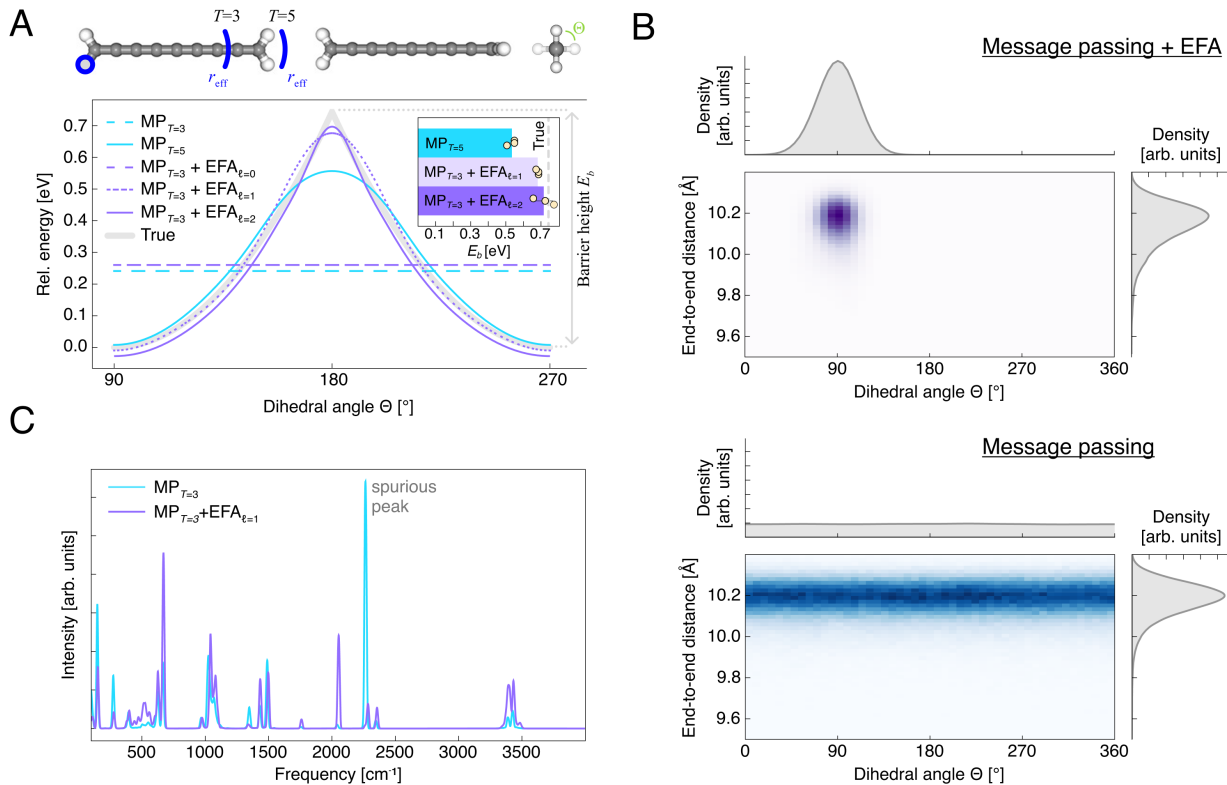 A
T=3
T=5
Θ
r_eff
r_eff
MP_T=3
MP_T=5
MP_T=3 + EFA_ℓ=0
MP_T=3 + EFA_ℓ=1
MP_T=3 + EFA_ℓ=2
True
Rel. energy [eV]
0.7
0.6
0.5
0.4
0.3
0.2
0.1
0.0
90
180
270
Dihedral angle Θ [°]
MP_T=5
MP_T=3 + EFA_ℓ=1
MP_T=3 + EFA_ℓ=2
True
0.1
0.3
0.5
0.7
E_b [eV]
Barrier height E_b
B
Message passing + EFA
Density
[arb. units]
Density
[arb. units]
End-to-end distance [Å]
10.2
10.0
9.8
9.6
0
90
180
270
360
Dihedral angle Θ [°]
Message passing
Density
[arb. units]
Density
[arb. units]
End-to-end distance [Å]
10.2
10.0
9.8
9.6
0
90
180
270
360
Dihedral angle Θ [°]
C
MP_T=3
MP_T=3+EFA_ℓ=1
spurious
peak
Intensity [arb. units]
500
1000
1500
2000
2500
3000
3500
Frequency [cm⁻¹]